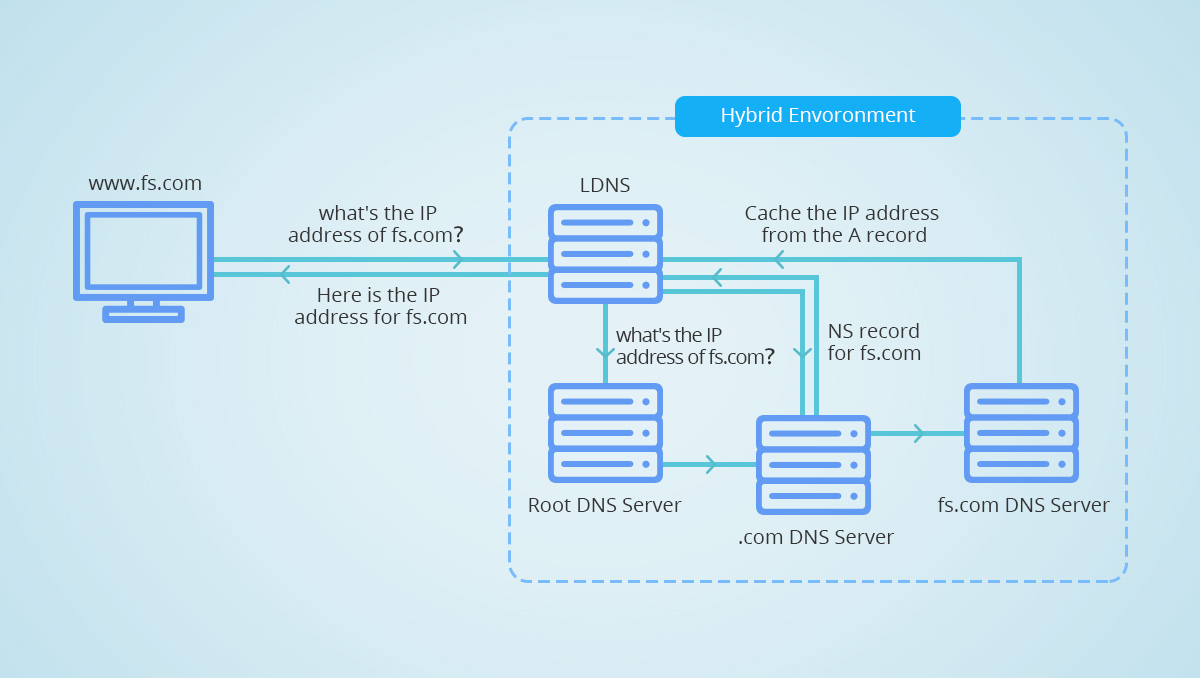 Hybrid Envoronment
www.fs.com
LDNS
what's the IP
address of fs.com?
Cache the IP address
from the A record
Here is the IP
address for fs.com
what's the IP
address of fs.com?
NS record
for fs.com
Root DNS Server
.com DNS Server
fs.com DNS Server